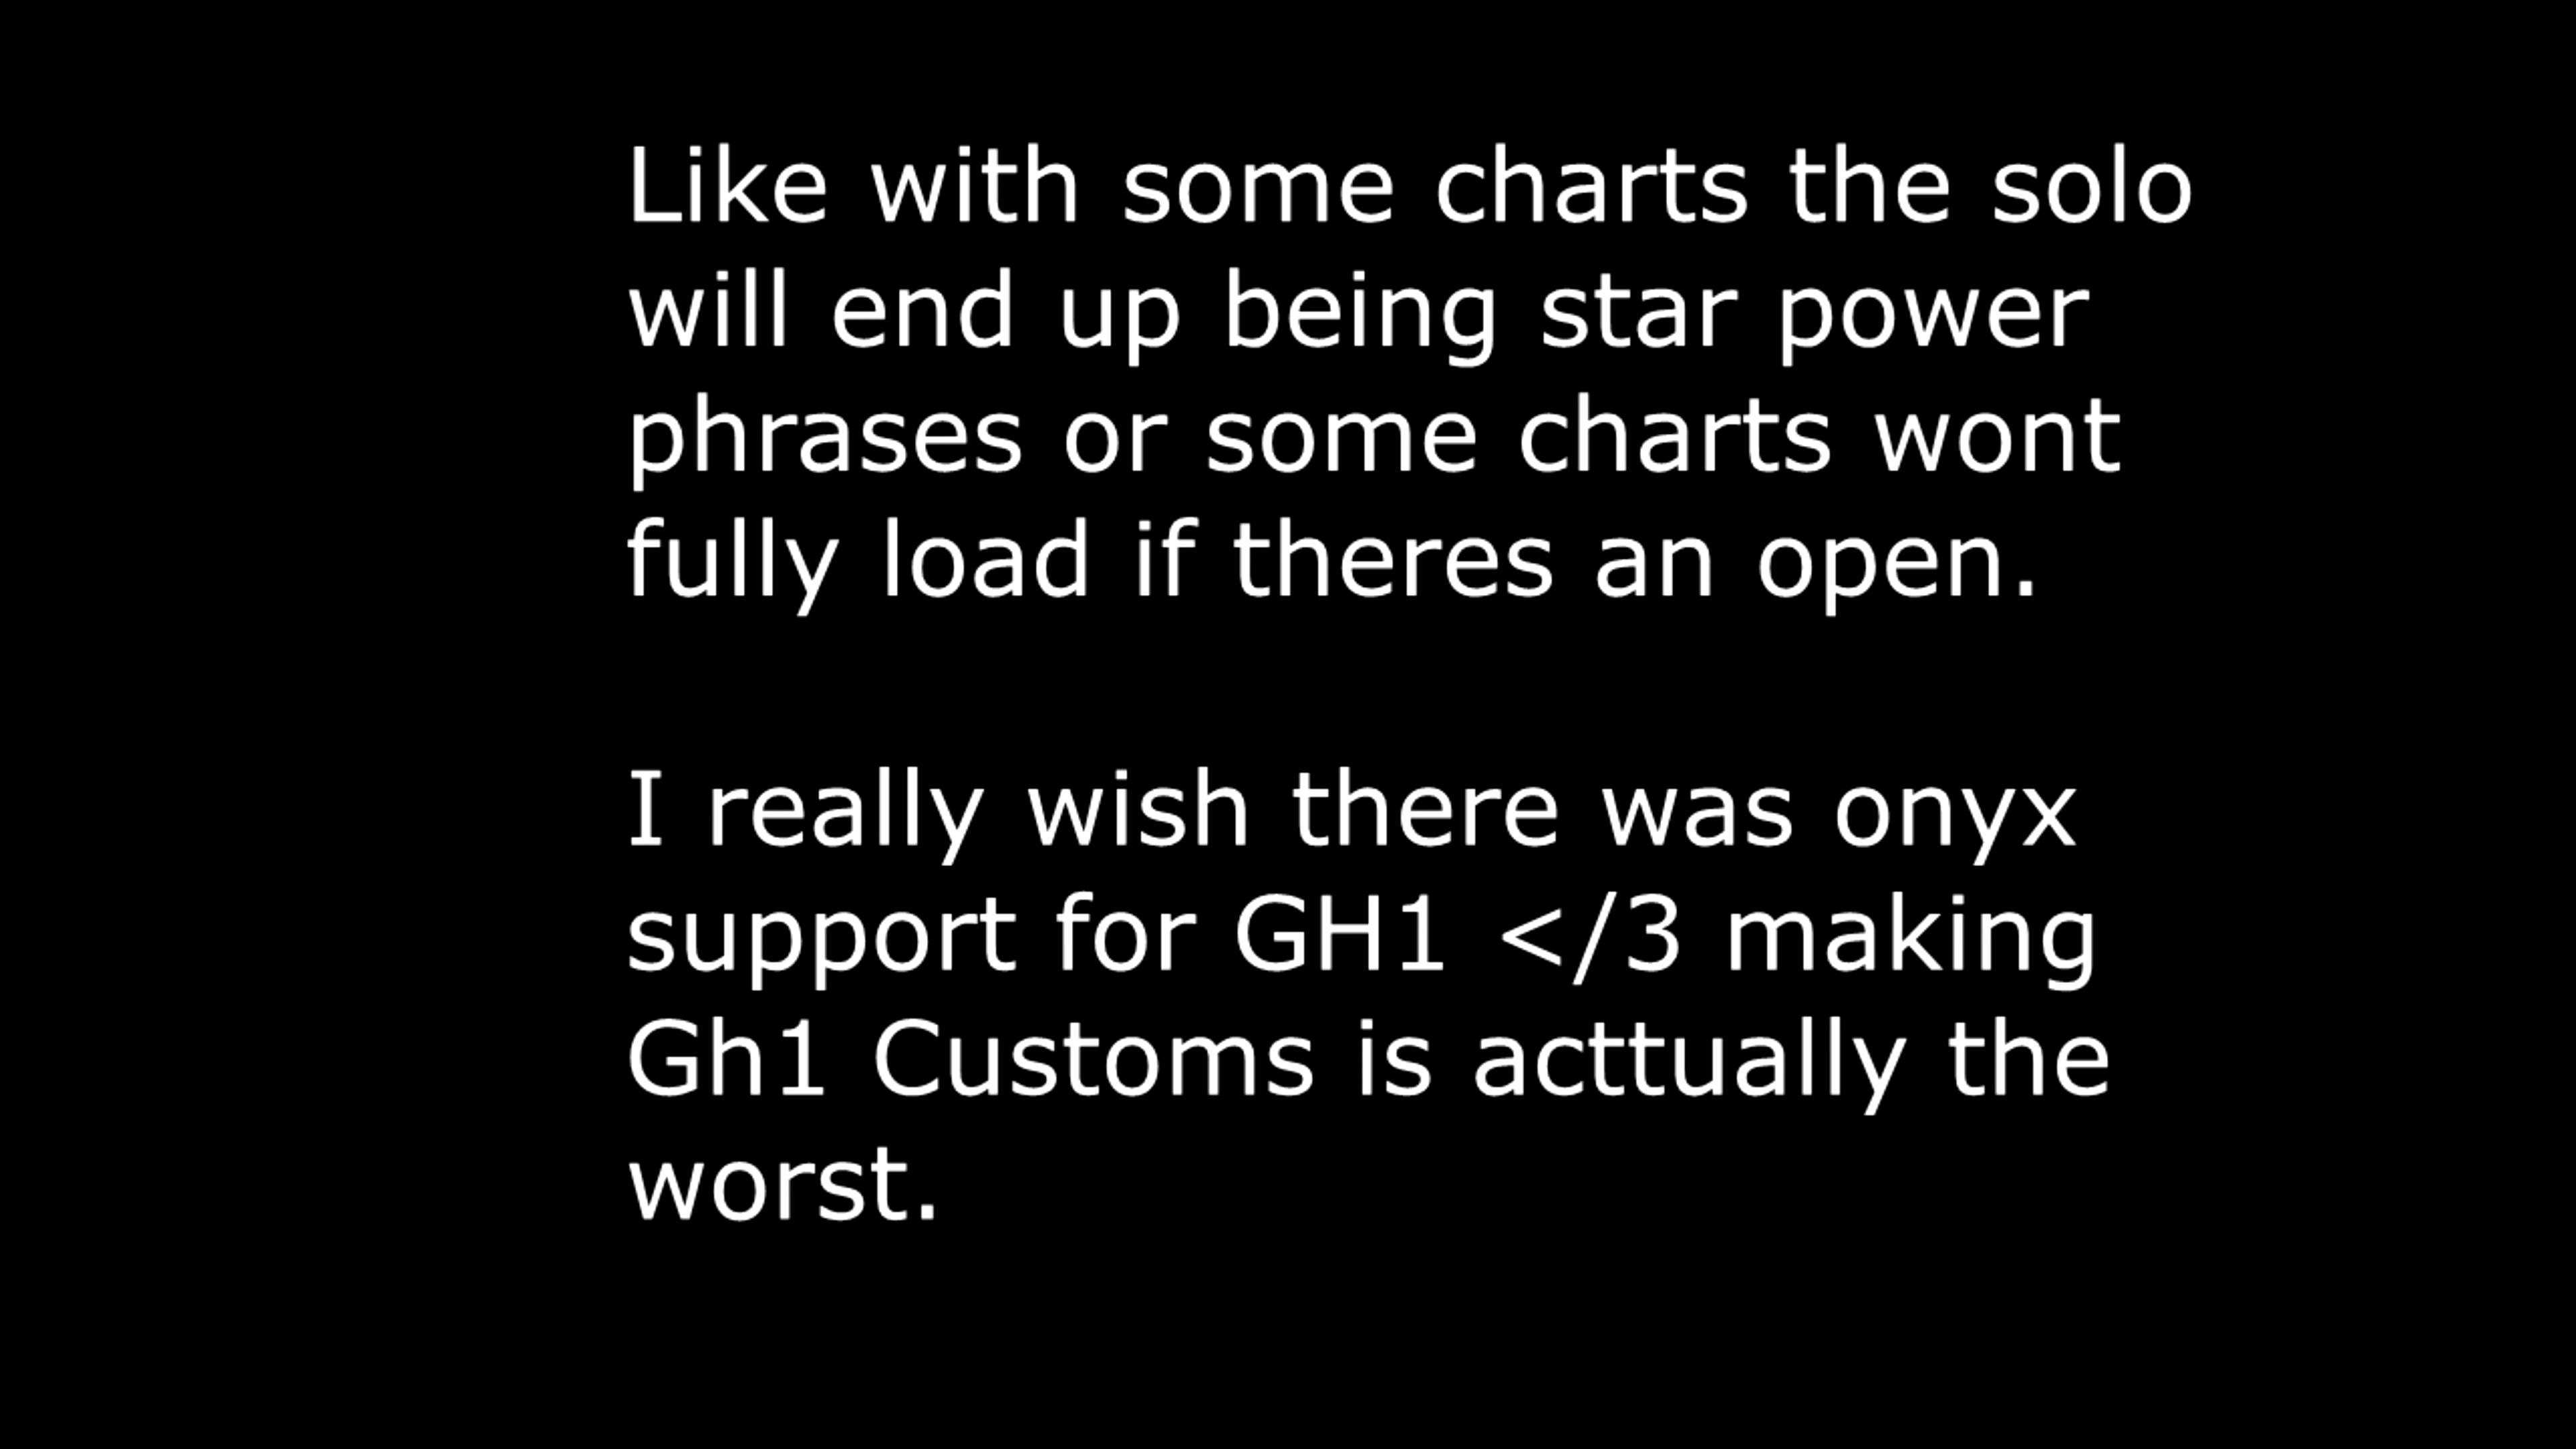 Like with some charts the solo
will end up being star power
phrases or some charts wont
fully load if theres an open.
I really wish there was onyx
support for GH1 </3 making
Gh1 Customs is acttually the
worst.